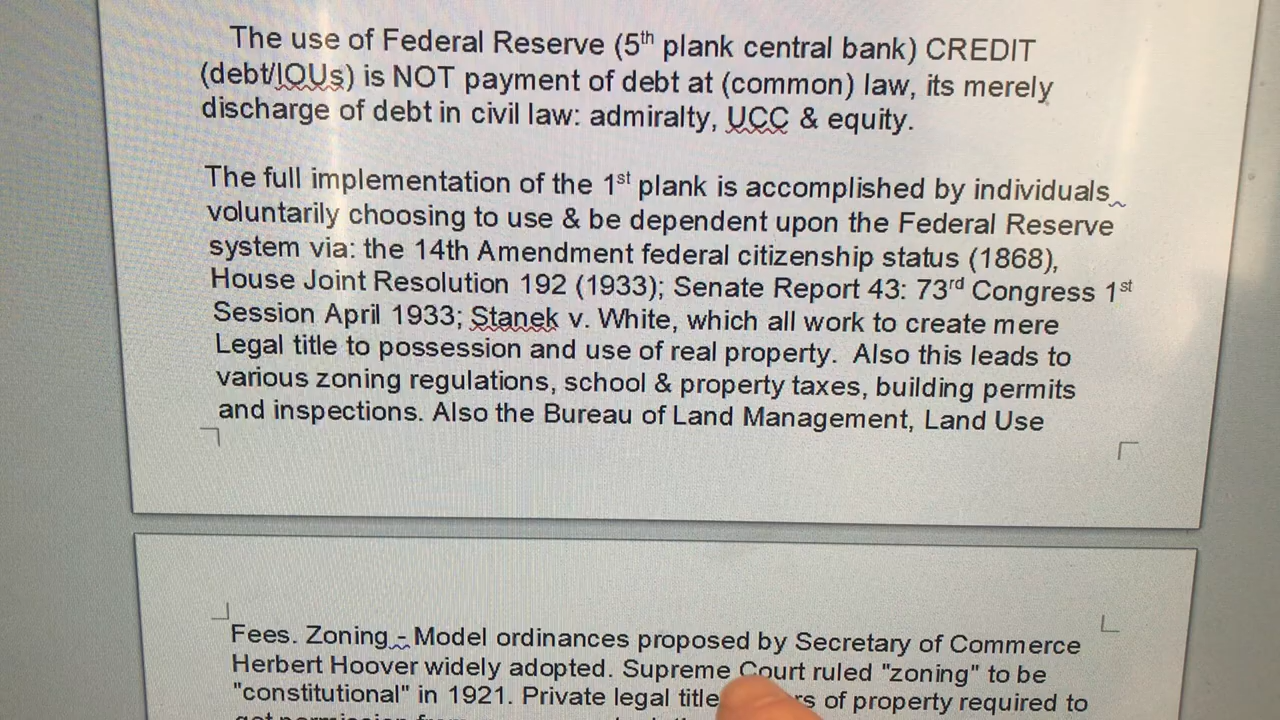 The use of Federal Reserve (5th plank central bank) CREDIT
(debt/IOUs) is NOT payment of debt at (common) law, its merely
discharge of debt in civil law: admiralty, UCC & equity.
The full implementation of the 1st plank is accomplished by individuals
voluntarily choosing to use & be dependent upon the Federal Reserve
system via: the 14th Amendment federal citizenship status (1868),
House Joint Resolution 192 (1933); Senate Report 43: 73rd Congress 1st
Session April 1933; Stanek v. White, which all work to create mere
Legal title to possession and use of real property. Also this leads to
various zoning regulations, school & property taxes, building permits
and inspections. Also the Bureau of Land Management, Land Use
Fees. Zoning - Model ordinances proposed by Secretary of Commerce
Herbert Hoover widely adopted. Supreme Court ruled "zoning" to be
"constitutional" in 1921. Private legal title of property required to